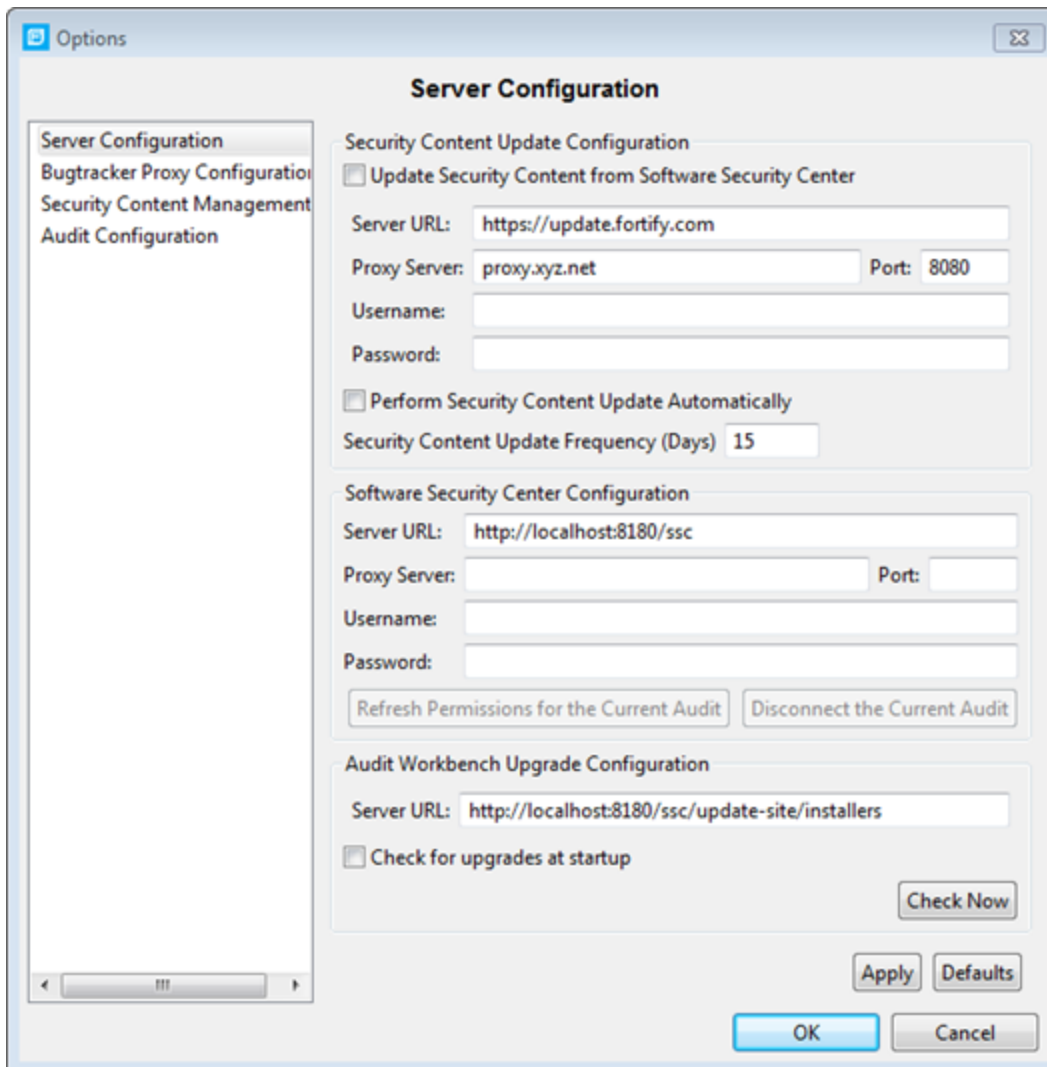 Options
Server Configuration
Server Configuration
Bugtracker Proxy Configuration
Security Content Management
Audit Configuration
Security Content Update Configuration
Update Security Content from Software Security Center
Server URL: https://update.fortify.com
Proxy Server: proxy.xyz.net Port: 8080
Username:
Password:
Perform Security Content Update Automatically
Security Content Update Frequency (Days) 15
Software Security Center Configuration
Server URL: http://localhost:8180/ssc
Proxy Server: Port:
Username:
Password:
Refresh Permissions for the Current Audit Disconnect the Current Audit
Audit Workbench Upgrade Configuration
Server URL: http://localhost:8180/ssc/update-site/installers
Check for upgrades at startup
Check Now
Apply Defaults
OK Cancel